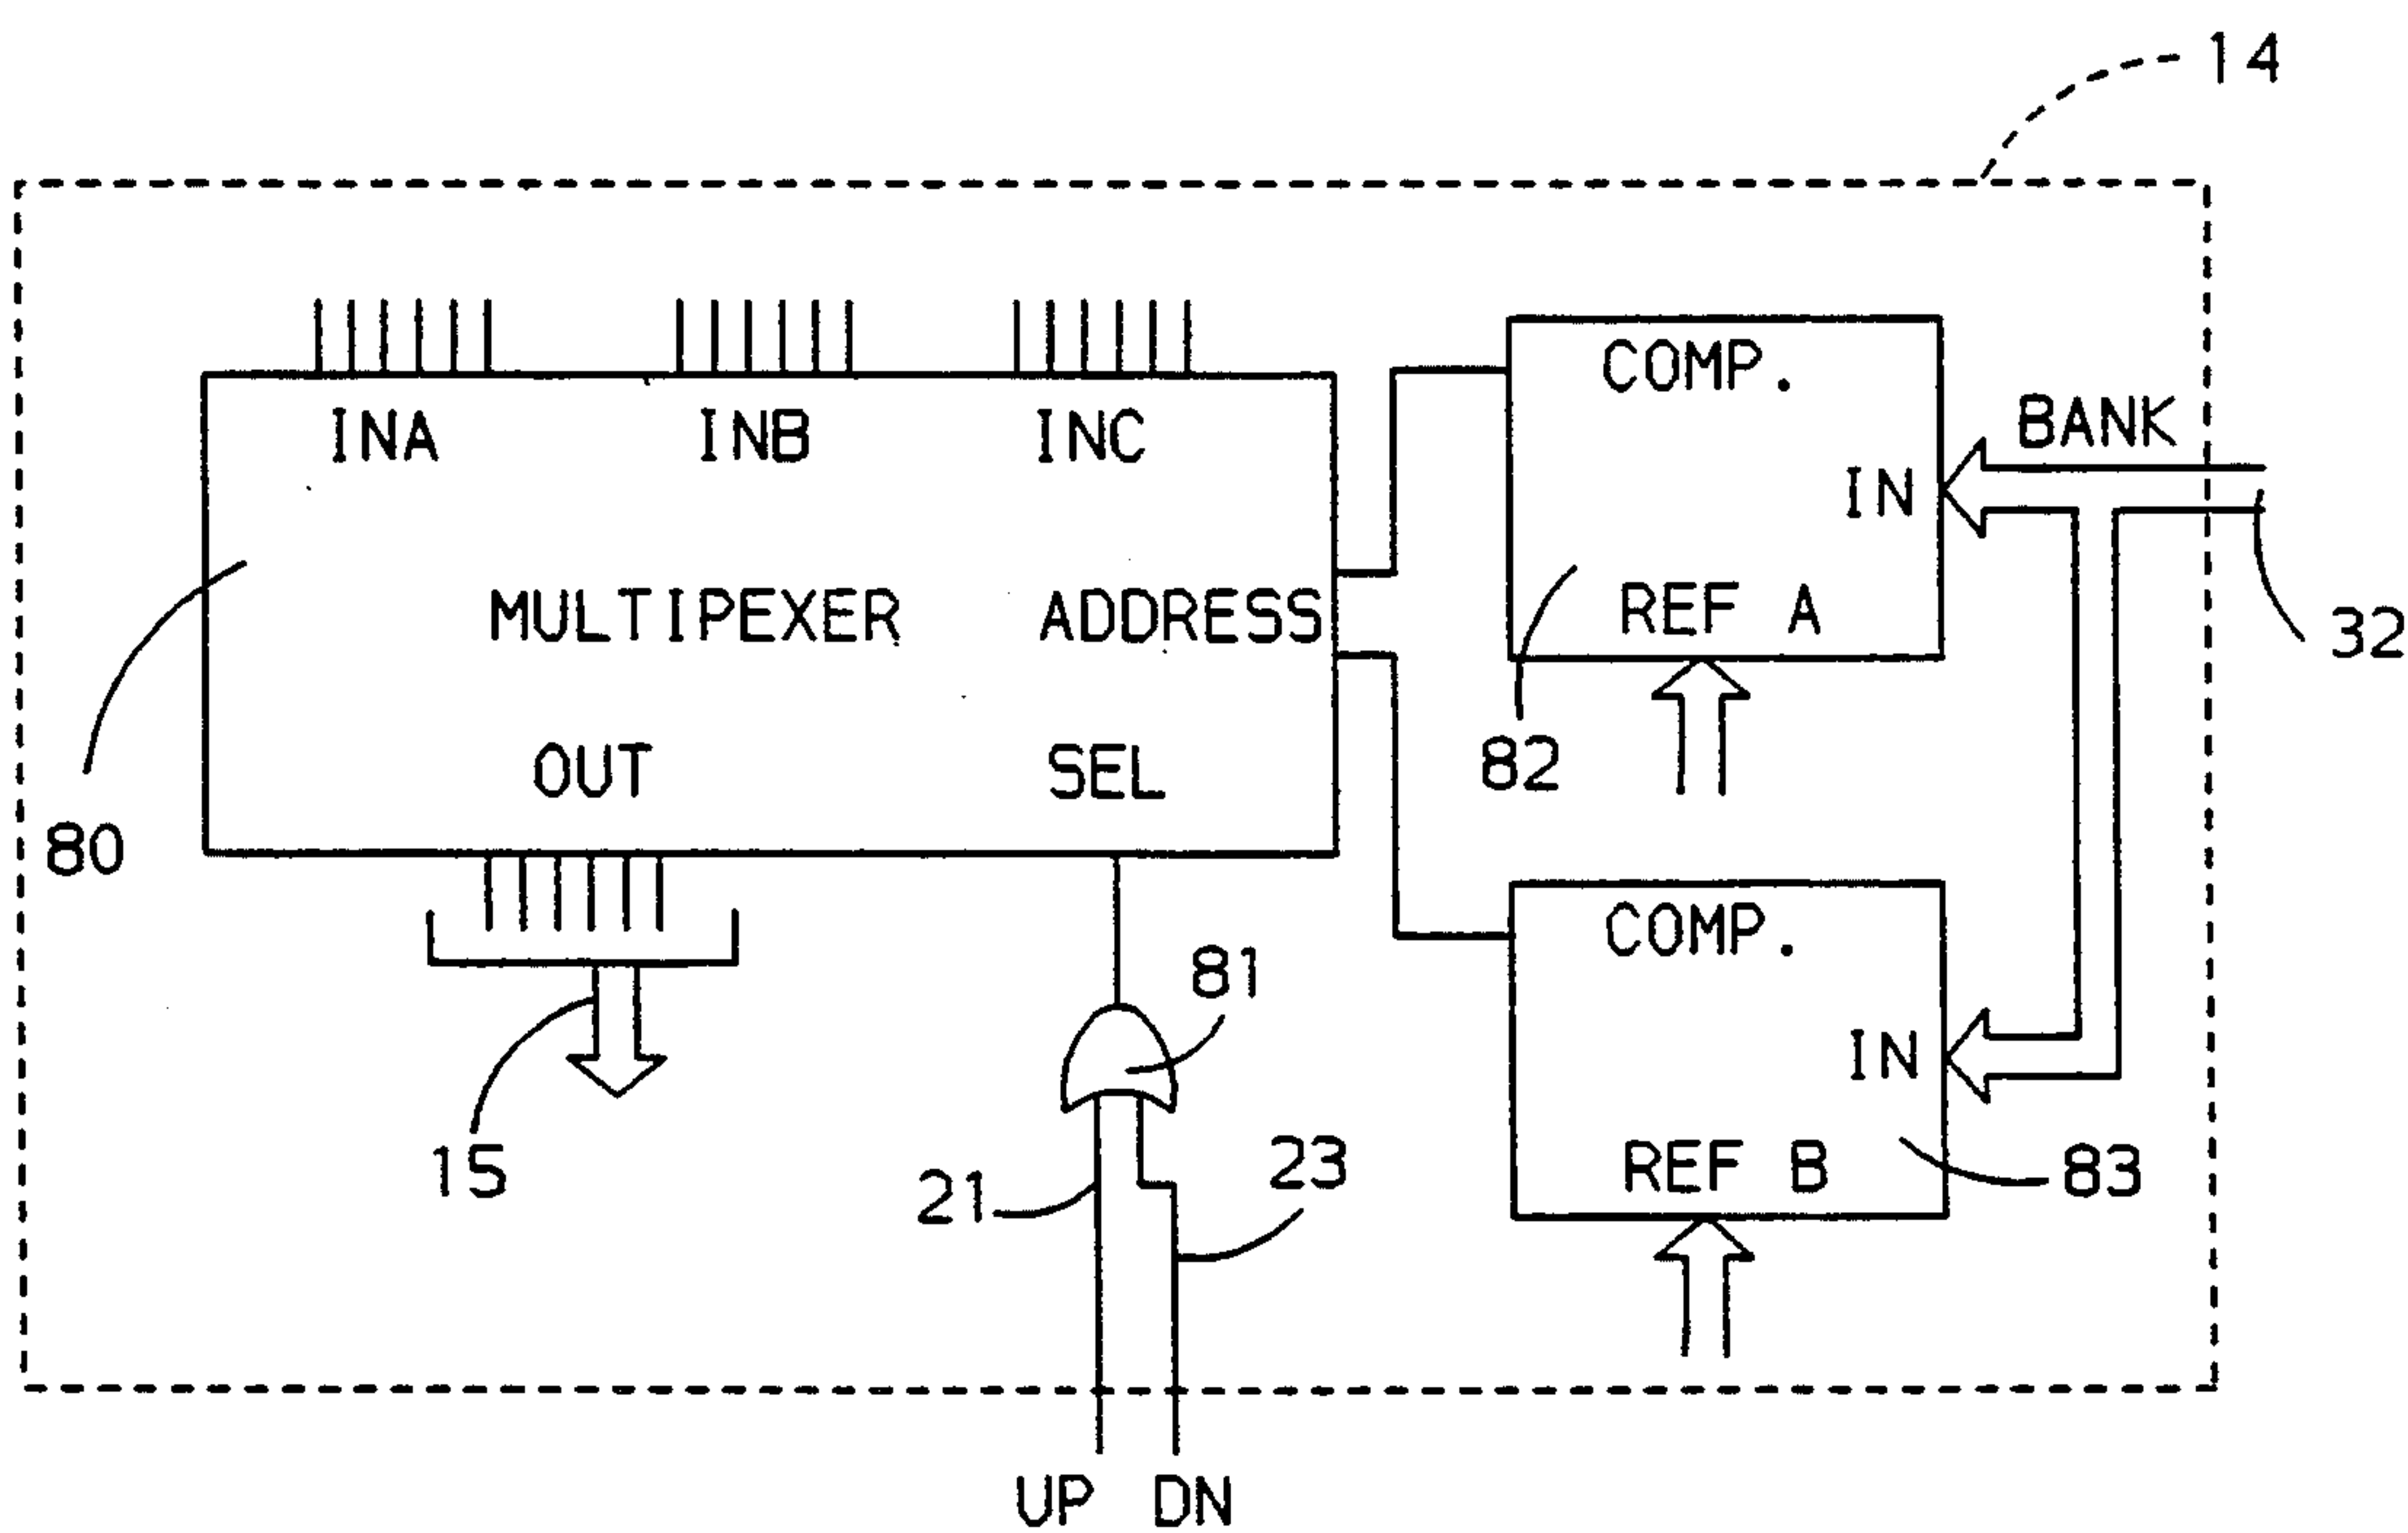 14
COMP.
BANK
INA INB INC
IN
32
MULTIPEXER ADDRESS
REF A
OUT SEL
82
80
COMP.
81
IN
15
21
23
REF B
83
UP DN